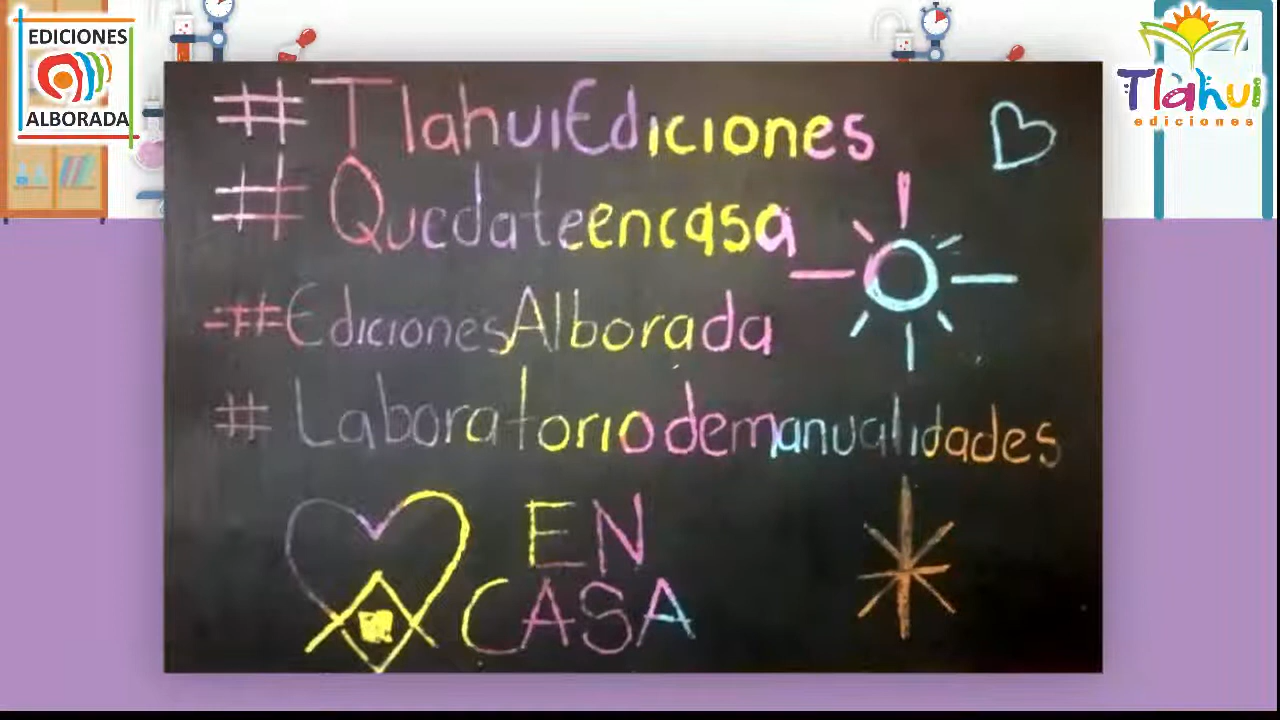 EDICIONES
ALBORADA
Tlahui
ediciones
#TlahuiEdiciones
#Quedateencasa
#EdicionesAlborada
#Laboratoriodemanualidades
EN
CASA